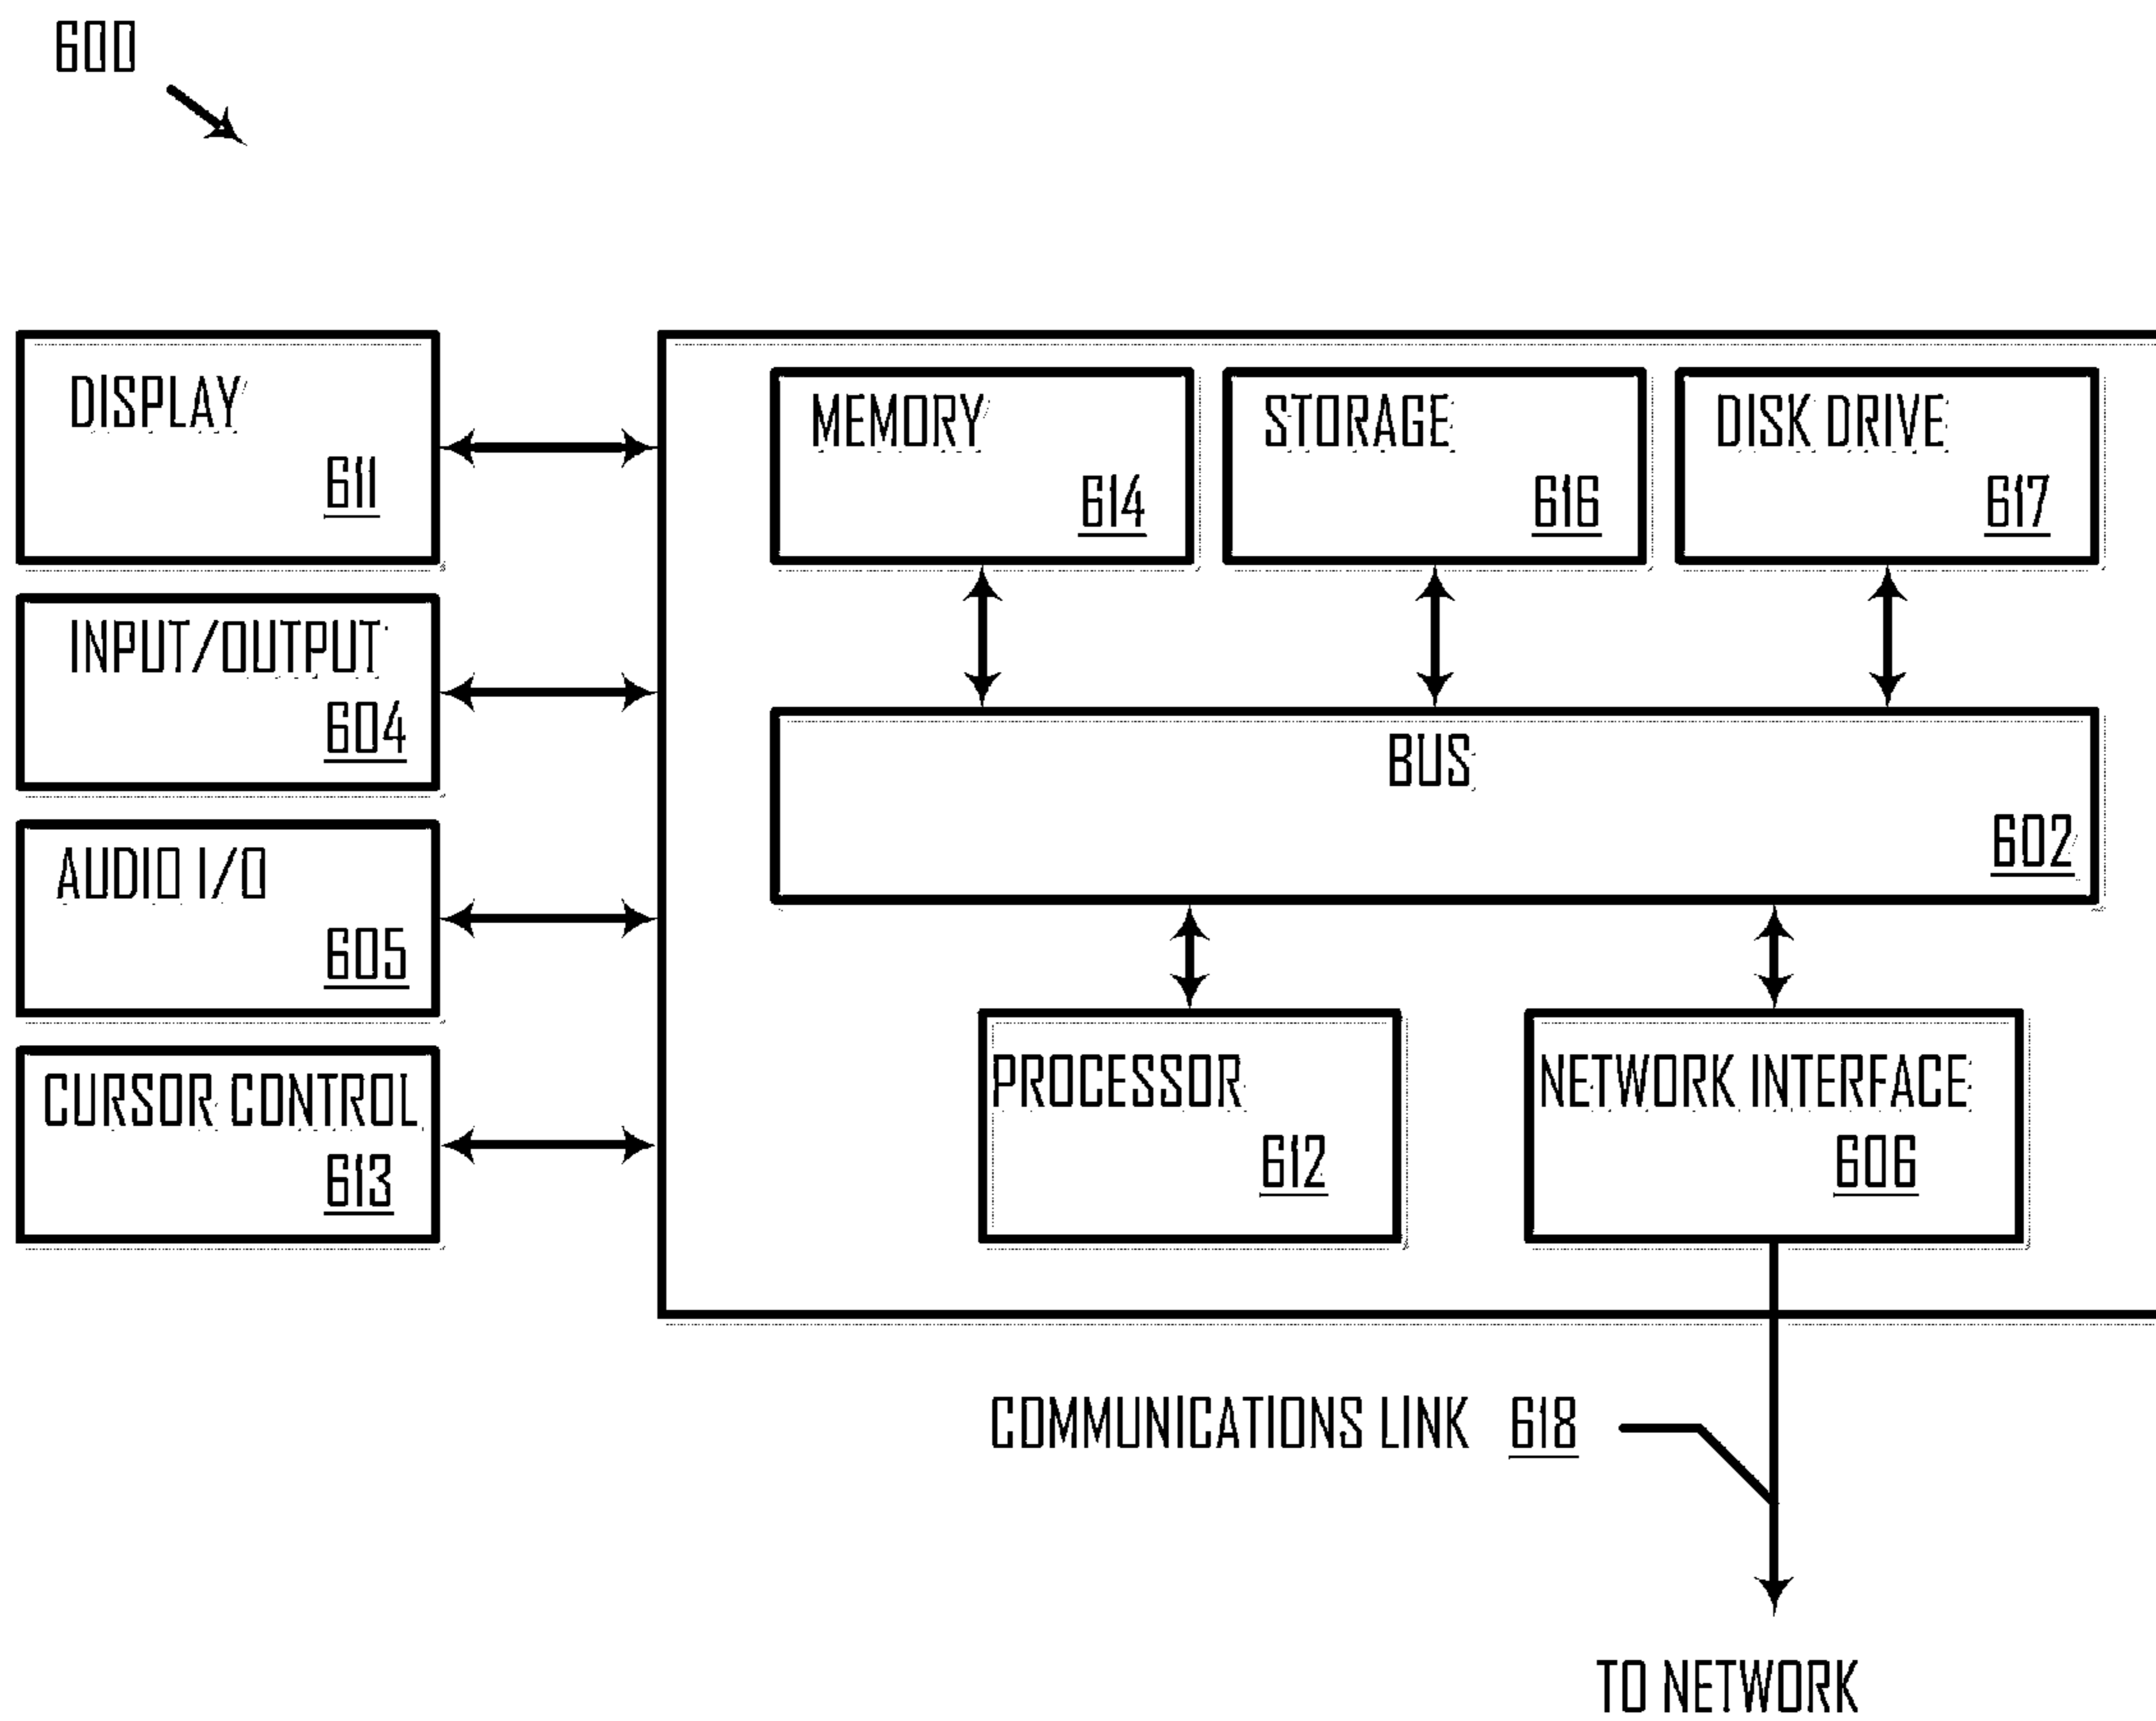 600
DISPLAY
611
INPUT/OUTPUT
604
AUDIO I/O
605
CURSOR CONTROL
613
MEMORY
614
STORAGE
616
DISK DRIVE
617
BUS
602
PROCESSOR
612
NETWORK INTERFACE
606
COMMUNICATIONS LINK 618
TO NETWORK